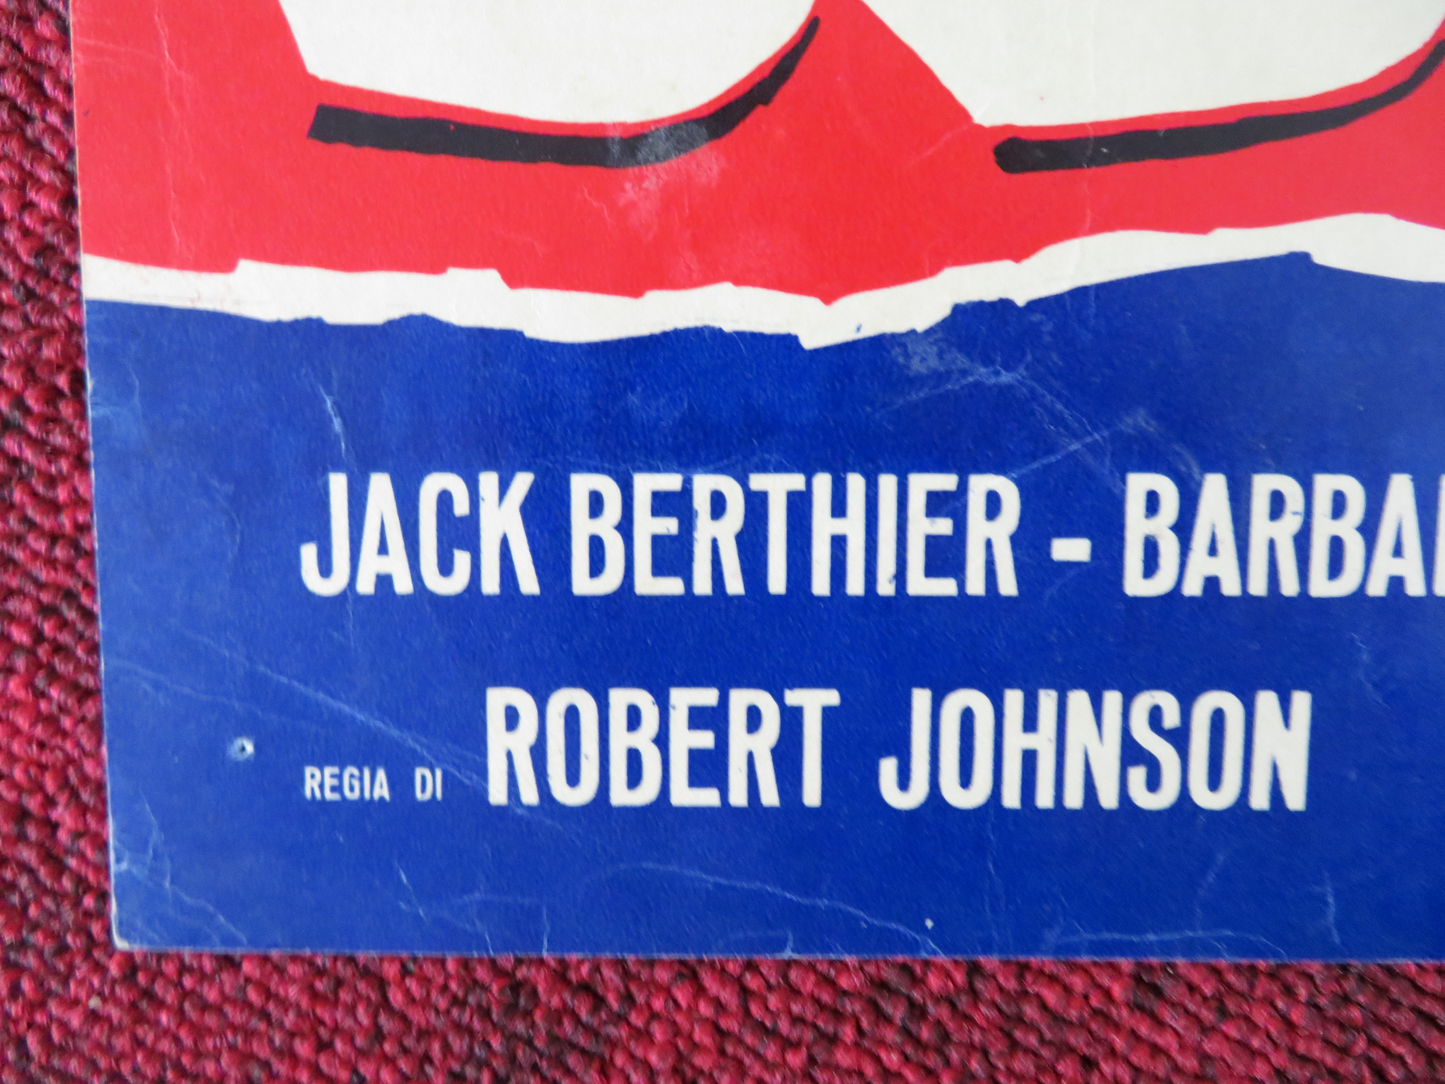 JACK BERTHIER - BARBA
REGIA DI ROBERT JOHNSON